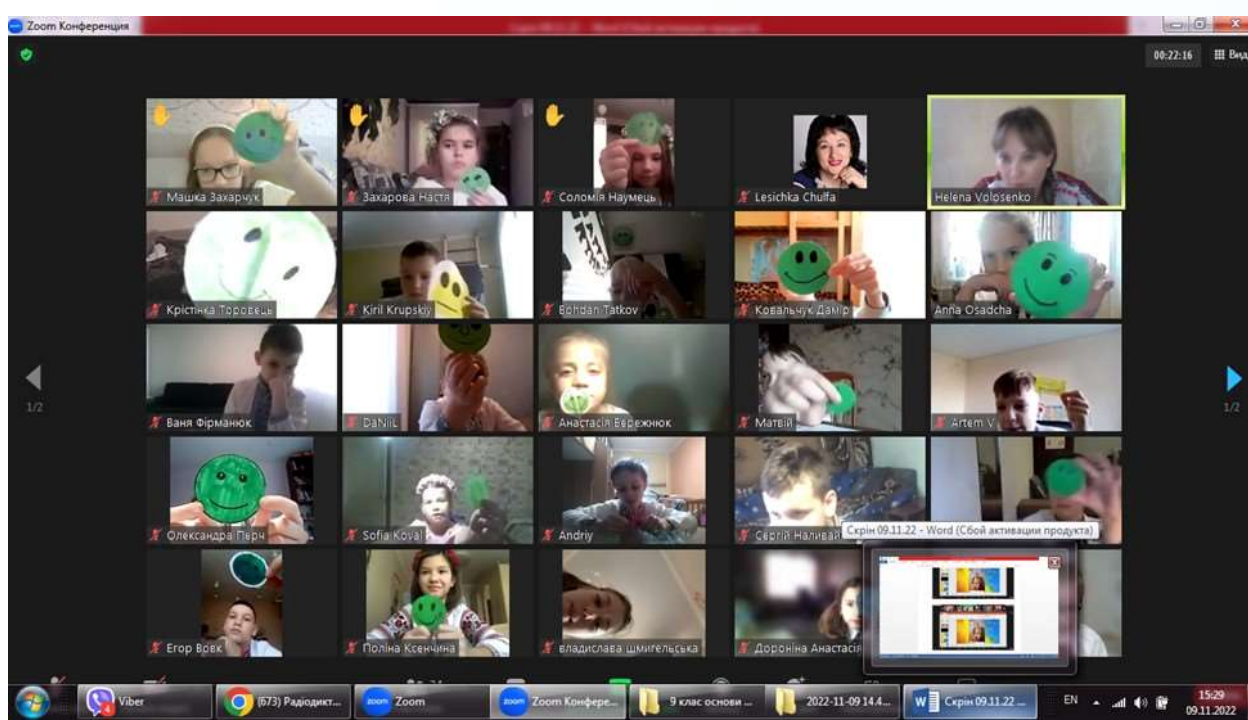 Zoom Конференция
00:22:16
Вид
Машка Захарчук
Захарова Настя
Соломія Наумець
Lesichka Chulfa
Helena Volosenko
Крістінка Торовець
Kiril Krupskiy
Bohdan Tatkov
Ковальчук Дамір
Anna Osadcha
1/2
1/2
Ваня Фірманюк
DaNiiL
Анастасія Бережнюк
Матвій
Artem V
Олександра Перч
Sofia Koval
Andriy
Сергій Наливай
Скрін 09.11.22 - Word (Сбой активации продукта)
Егор Вовк
Поліна Ксенчина
владислава шмигельська
Дороніна Анастасія
Viber
(673) Радіодикт...
Zoom
Zoom Конфере...
9 клас основи ...
2022-11-09 14.4...
Скрін 09.11.22 ...
EN
15:29
09.11.2022